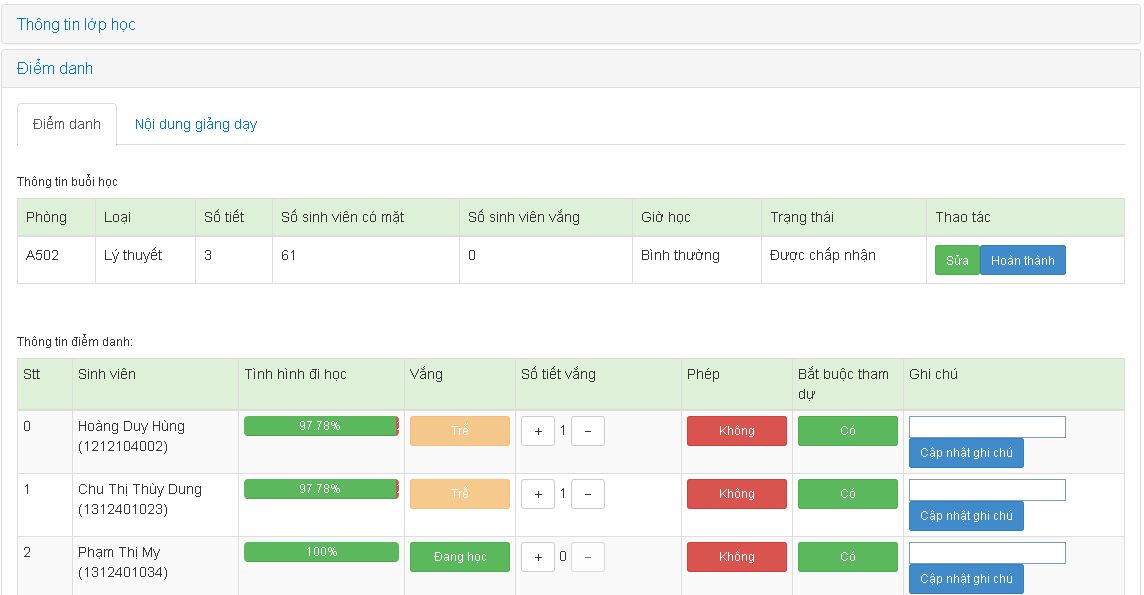 Thông tin lớp học
Điểm danh
Điểm danh Nội dung giảng dạy
Thông tin buổi học
Phòng Loại Số tiết Số sinh viên có mặt Số sinh viên vắng Giờ học Trạng thái Thao tác
A502 Lý thuyết 3 61 0 Bình thường Được chấp nhận Sửa Hoàn thành
Thông tin điểm danh:
Stt Sinh viên Tình hình đi học Vắng Số tiết vắng Phép Bắt buộc tham Ghi chú
dự
0 Hoàng Duy Hùng 97.78% Trễ + 1 − Không Có
(1212104002) Cập nhật ghi chú
1 Chu Thị Thùy Dung 97.78% Trễ + 1 − Không Có
(1312401023) Cập nhật ghi chú
2 Phạm Thị My 100% Đang học + 0 − Không Có
(1312401034) Cập nhật ghi chú